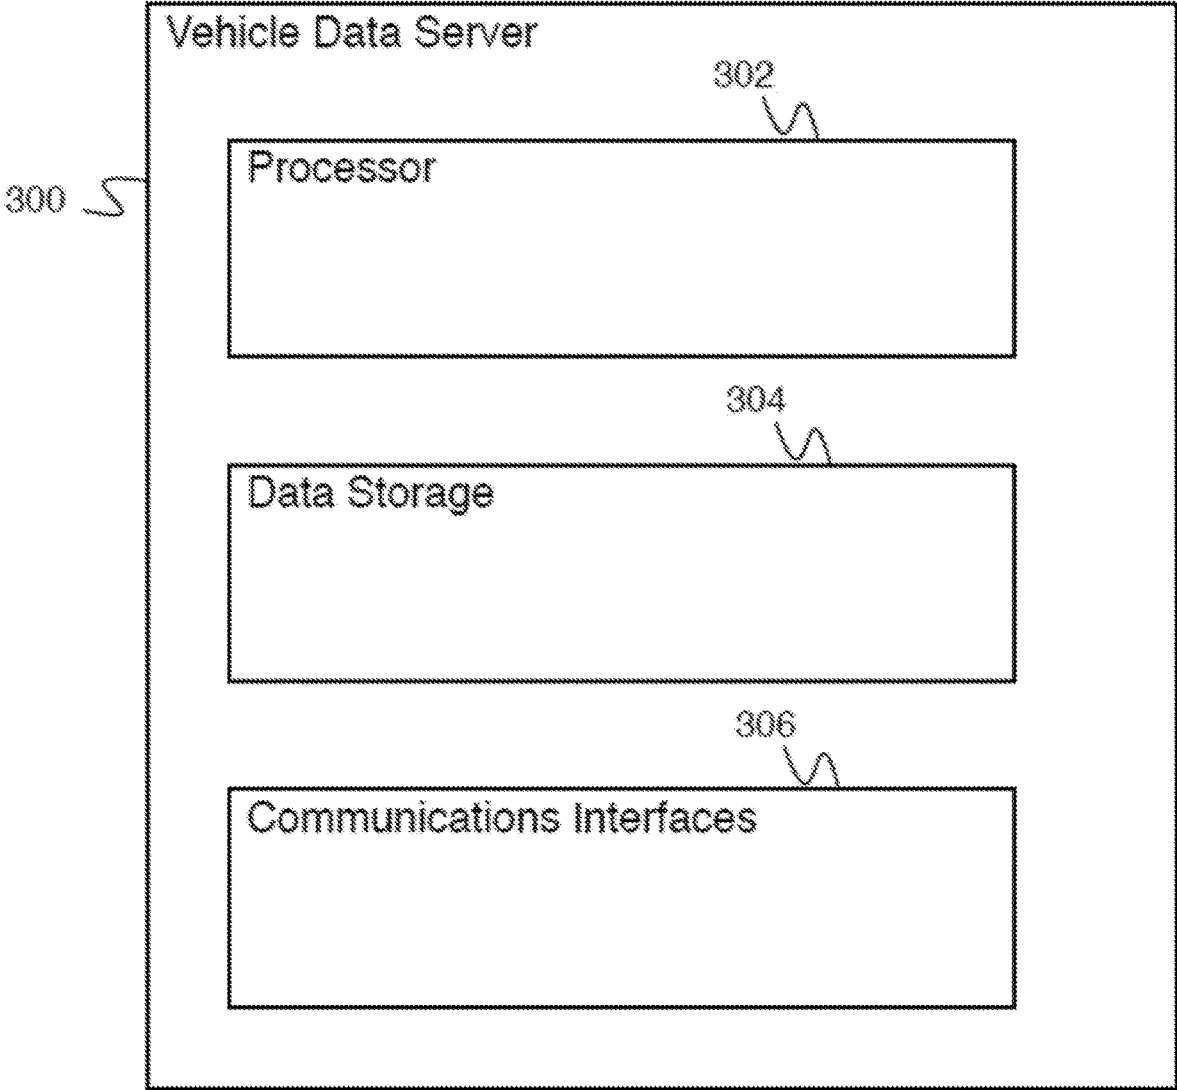 Vehicle Data Server
302
Processor
300
304
Data Storage
306
Communications Interfaces